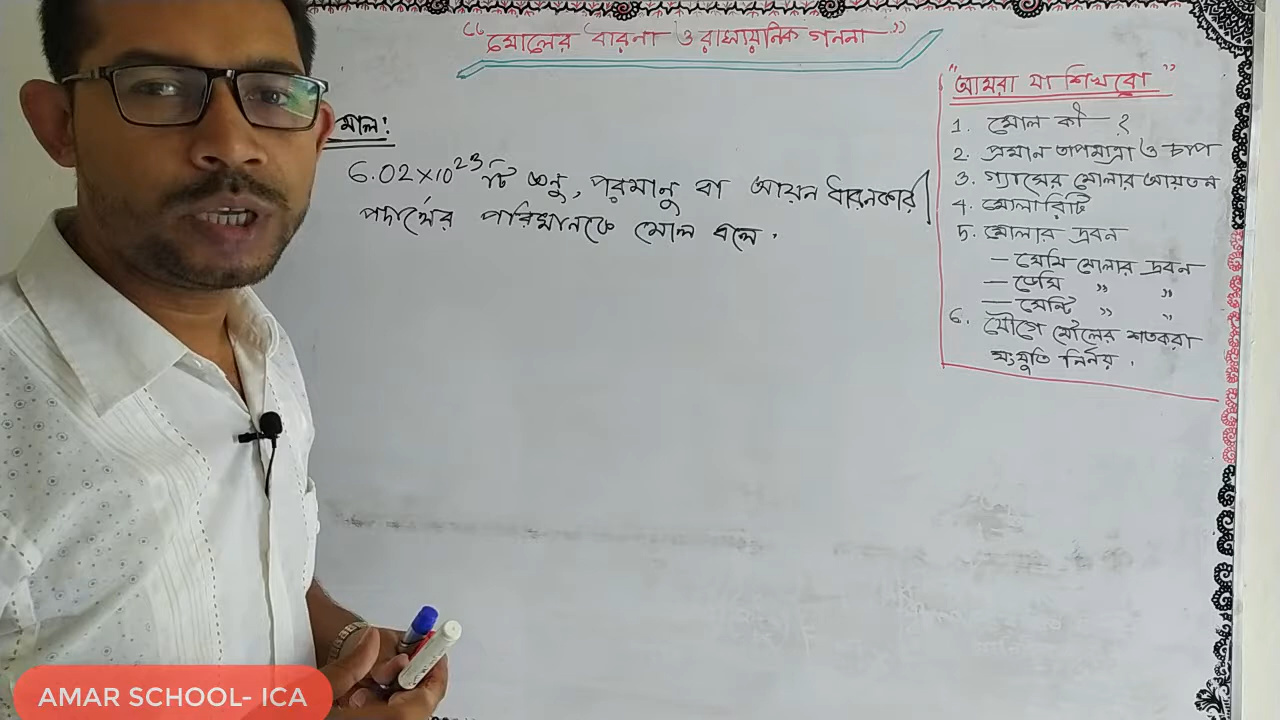 “মোলের ধারনা ও রাসায়নিক গননা”
মোল:
6.02×10²³ টি অনু, পরমানু বা আয়ন ধারনকারী
পদার্থের পরিমানকে মোল বলে.
"আমরা যা শিখবো"
1. মোল কী ?
2. প্রমান তাপমাত্রা ও চাপ
3. গ্যাসের মোলার আয়তন
4. মোলারিটি
5. মোলার দ্রবন
— সেমি মোলার দ্রবন
— ডেসি " "
— সেন্টি " "
6. যৌগে মৌলের শতকরা
সংযুতি নির্নয় .
AMAR SCHOOL- ICA